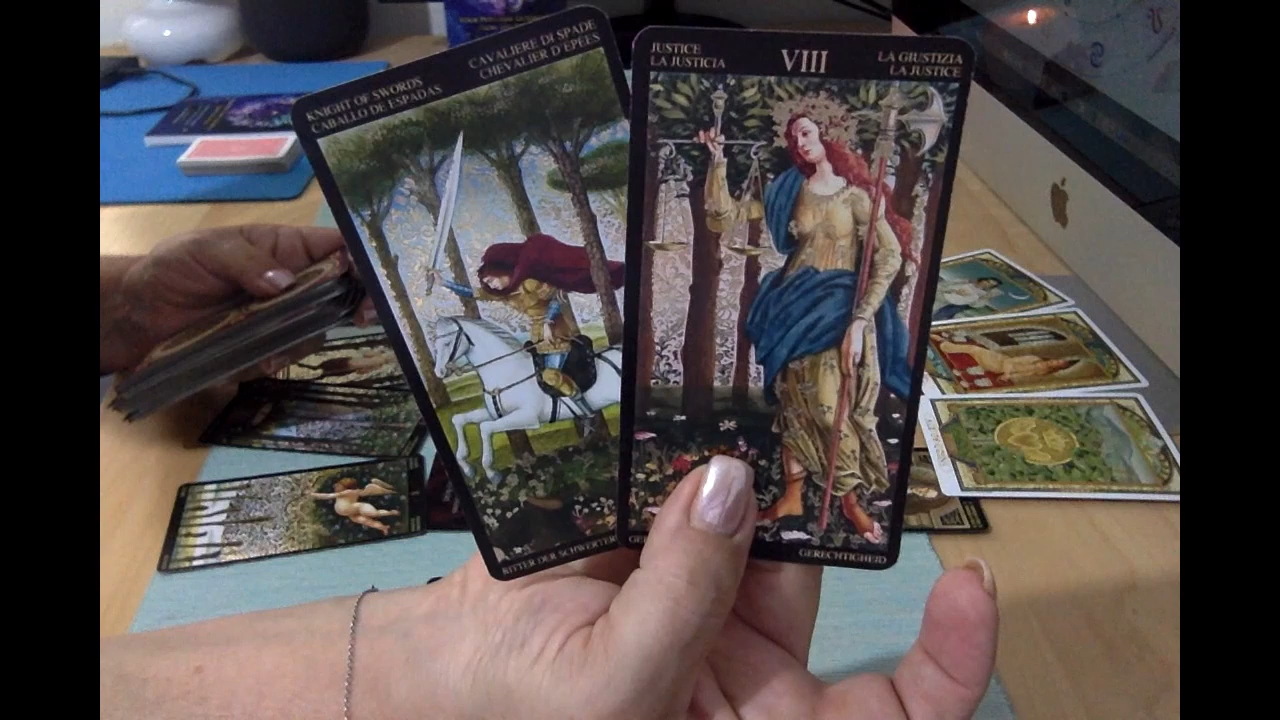 KNIGHT OF SWORDS
CABALLO DE ESPADAS
CAVALIERE DI SPADE
CHEVALIER D'ÉPÉES
RITTER DER SCHWERTER
JUSTICE
LA JUSTICIA
VIII
LA GIUSTIZIA
LA JUSTICE
GERECHTIGHEID